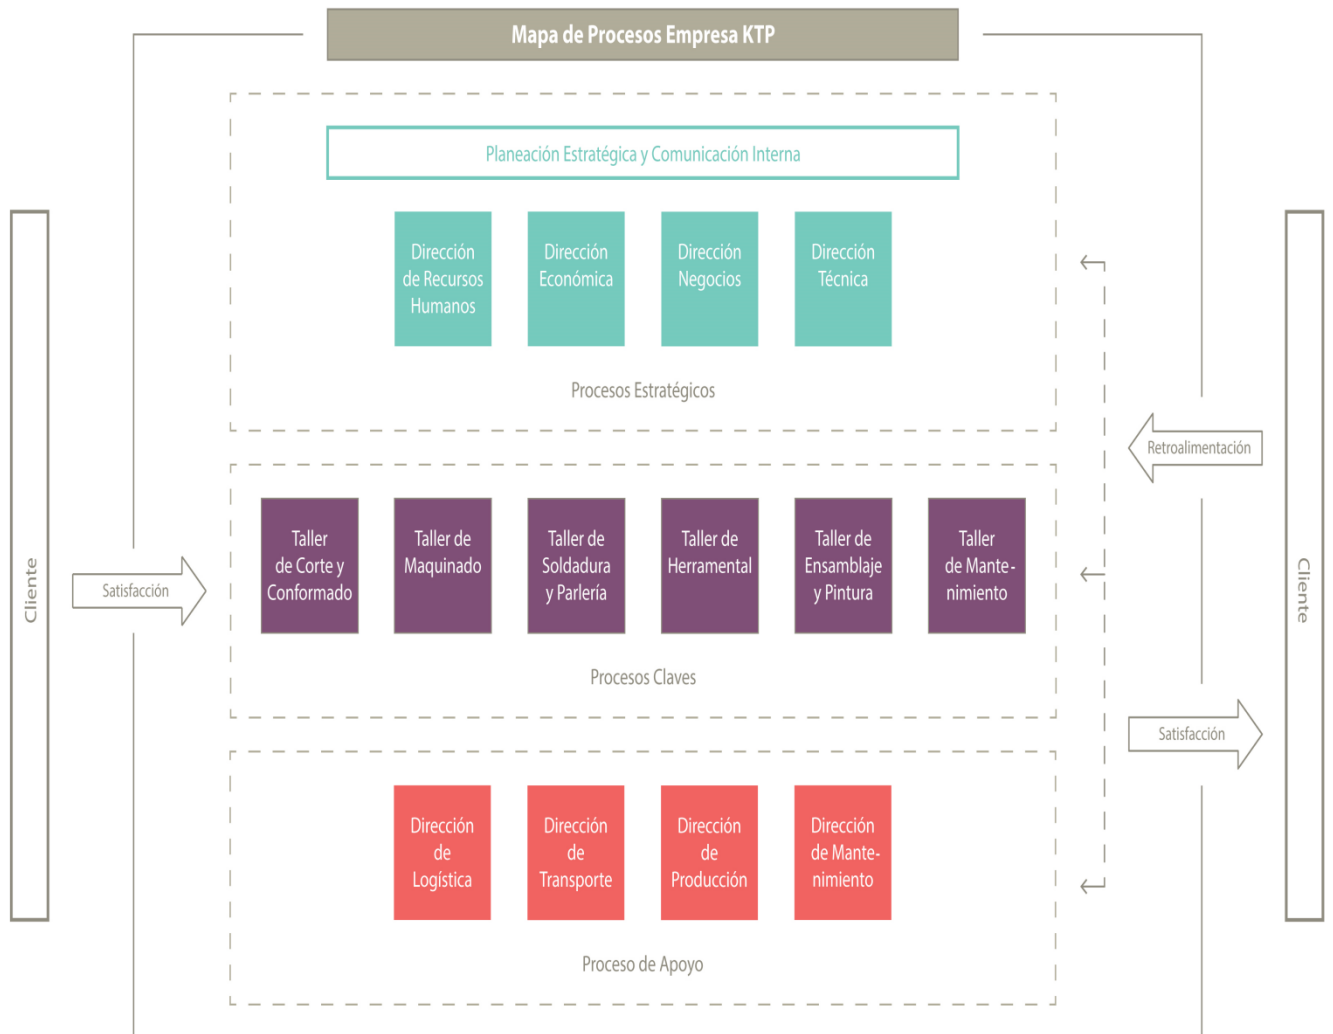 Mapa de Procesos Empresa KTP
Planeación Estratégica y Comunicación Interna
Dirección
de Recursos
Humanos
Dirección
Económica
Dirección
Negocios
Dirección
Técnica
Procesos Estratégicos
Cliente
Satisfacción
Taller
de Corte y
Conformado
Taller de
Maquinado
Taller de
Soldadura
y Parlería
Taller de
Herramental
Taller de
Ensamblaje
y Pintura
Taller
de Mante-
nimiento
Procesos Claves
Dirección
de
Logística
Dirección
de
Transporte
Dirección
de
Producción
Dirección
de Mante-
nimiento
Proceso de Apoyo
Retroalimentación
Satisfacción
Cliente